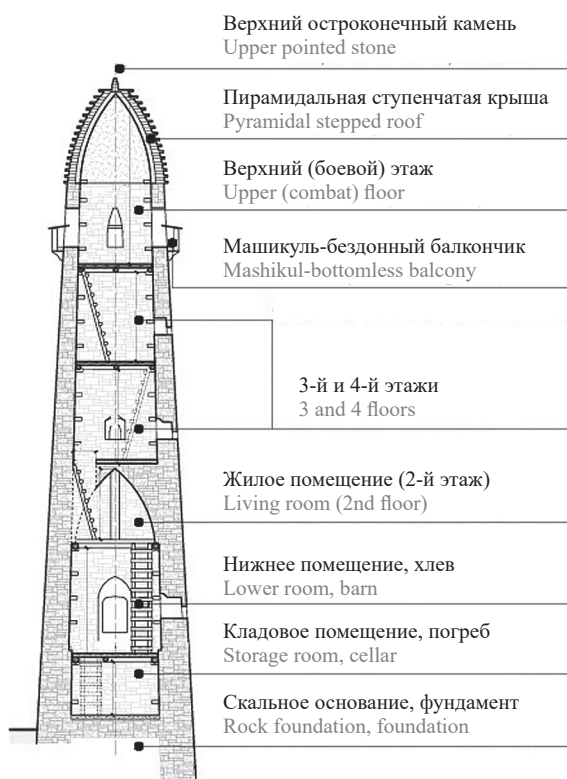 Верхний остроконечный камень
Upper pointed stone
Пирамидальная ступенчатая крыша
Pyramidal stepped roof
Верхний (боевой) этаж
Upper (combat) floor
Машикуль-бездонный балкончик
Mashikul-bottomless balcony
3-й и 4-й этажи
3 and 4 floors
Жилое помещение (2-й этаж)
Living room (2nd floor)
Нижнее помещение, хлев
Lower room, barn
Кладовое помещение, погреб
Storage room, cellar
Скальное основание, фундамент
Rock foundation, foundation